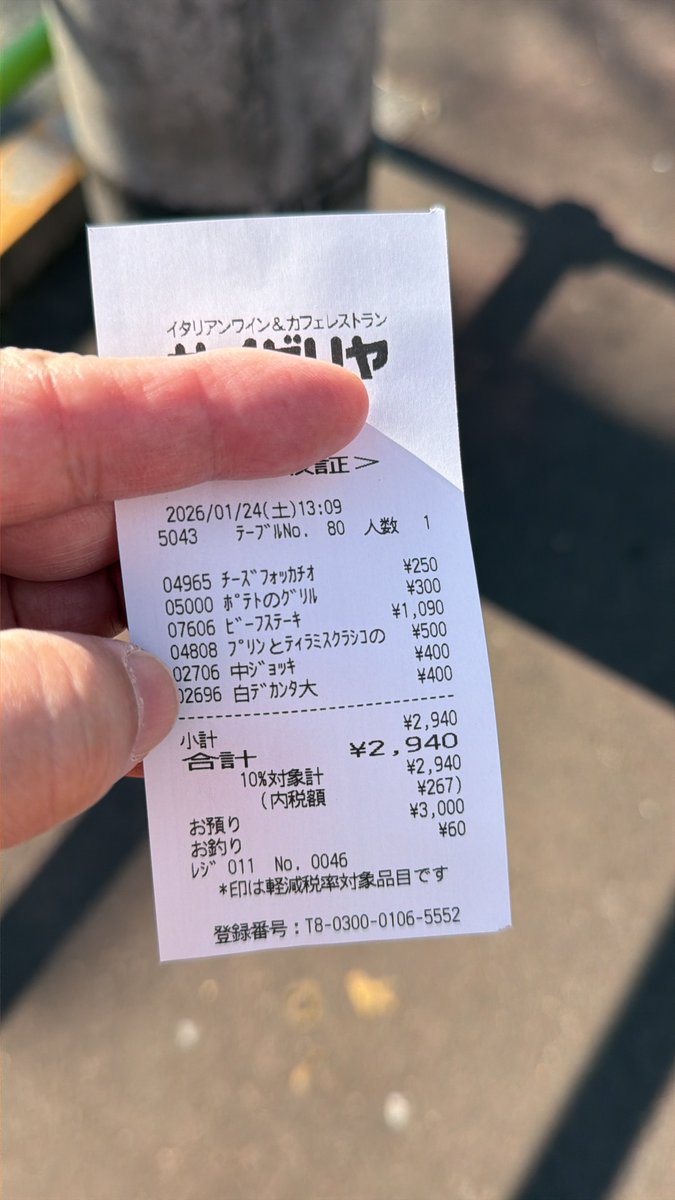 イタリアンワイン&カフェレストラン
証>
2026/01/24(土)13:09
5043 テーブルNo. 80 人数 1
04965 チーズフォッカチオ ¥250
05000 ポテトのグリル ¥300
07606 ビーフステーキ ¥1,090
04808 プリンとティラミスクラシコの ¥500
02706 中ジョッキ ¥400
02696 白デカンタ大 ¥400
小計 ¥2,940
合計 ¥2,940
10%対象計 ¥2,940
(内税額 ¥267)
お預り ¥3,000
お釣り ¥60
レジ 011 No. 0046
*印は軽減税率対象品目です
登録番号:T8-0300-0106-5552